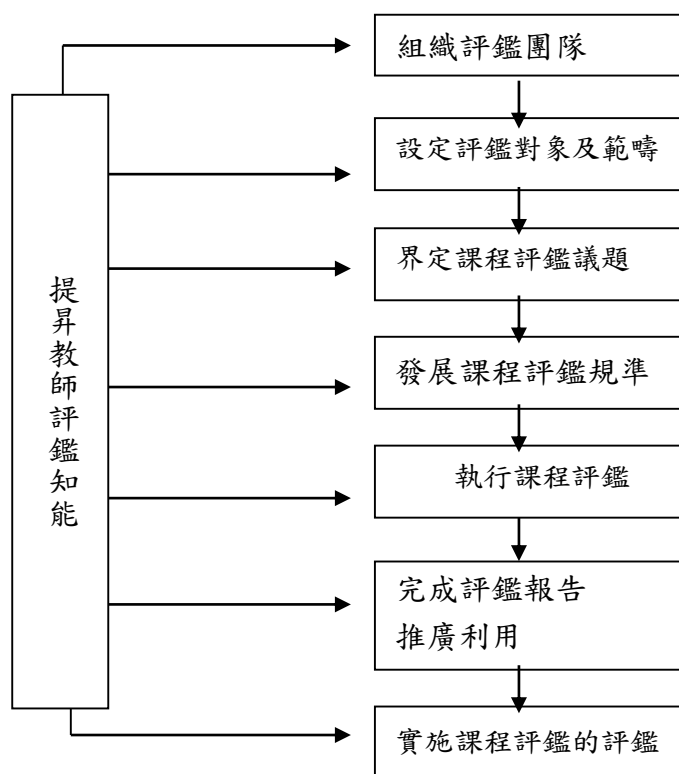 提昇教師評鑑知能
組織評鑑團隊
設定評鑑對象及範疇
界定課程評鑑議題
發展課程評鑑規準
執行課程評鑑
完成評鑑報告
推廣利用
實施課程評鑑的評鑑